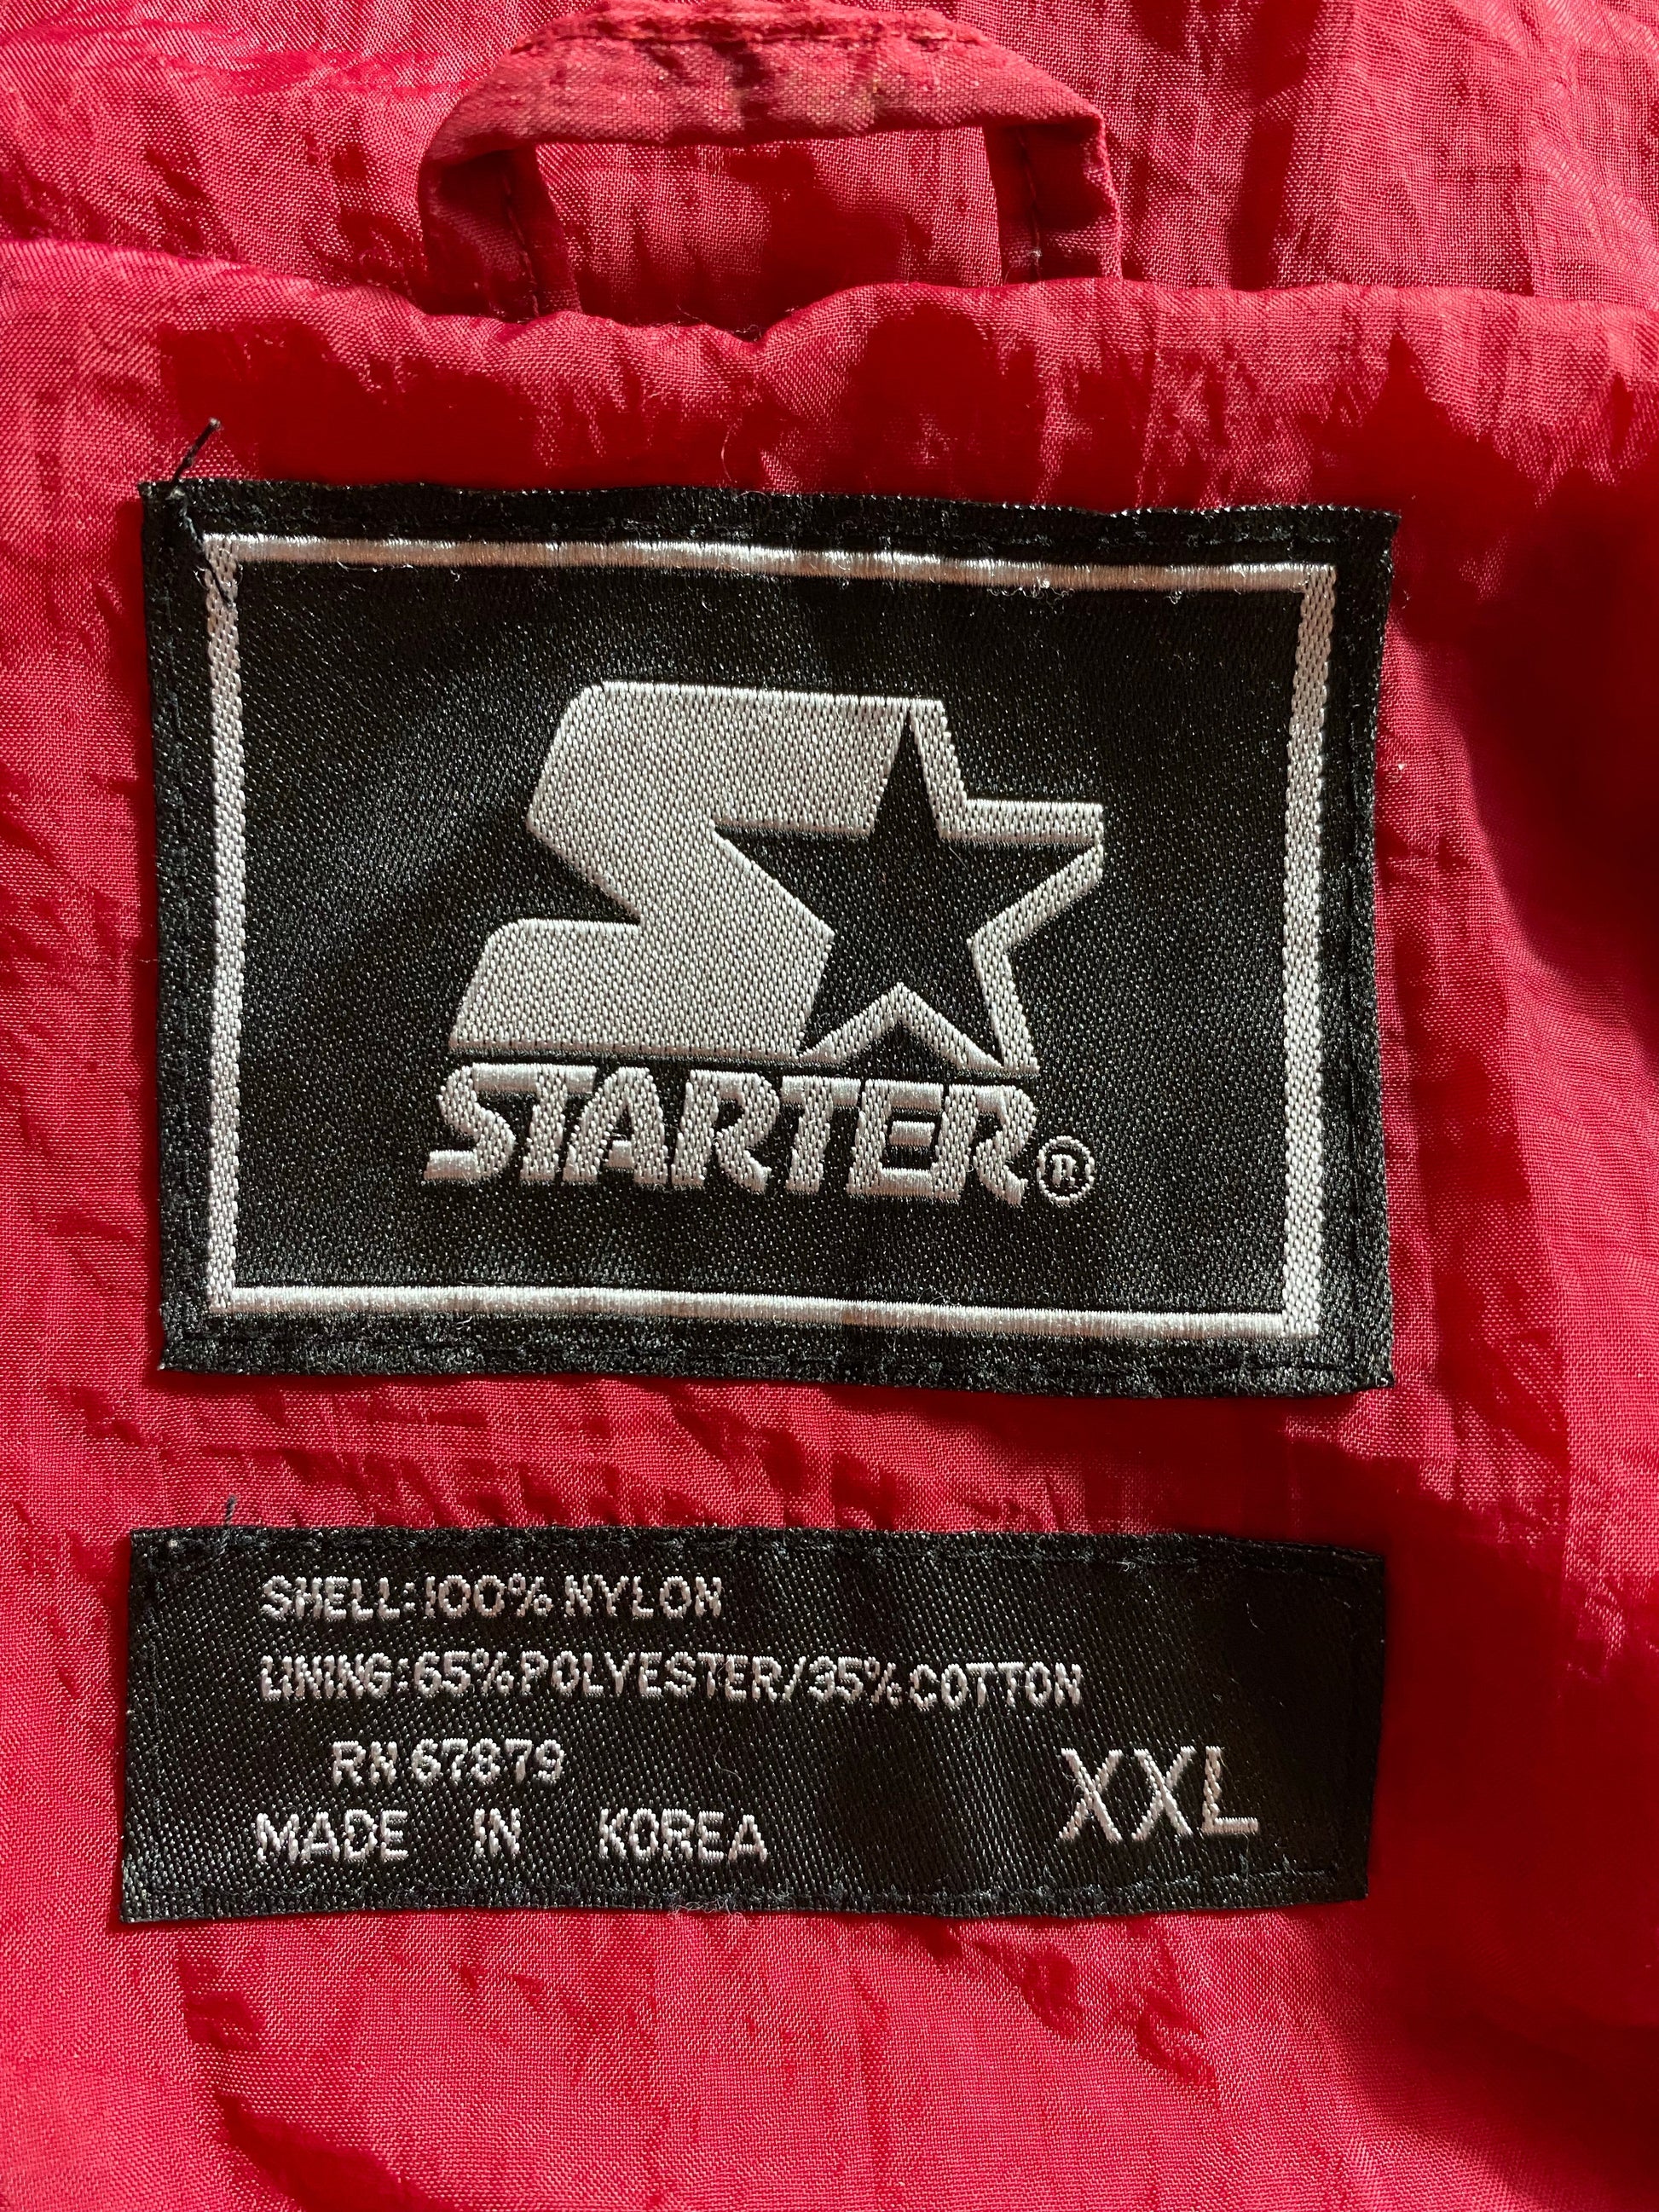 STARTER®
SHELL:100% NYLON
LINING:65%POLYESTER/35%COTTON
RN 67879
MADE IN KOREA XXL